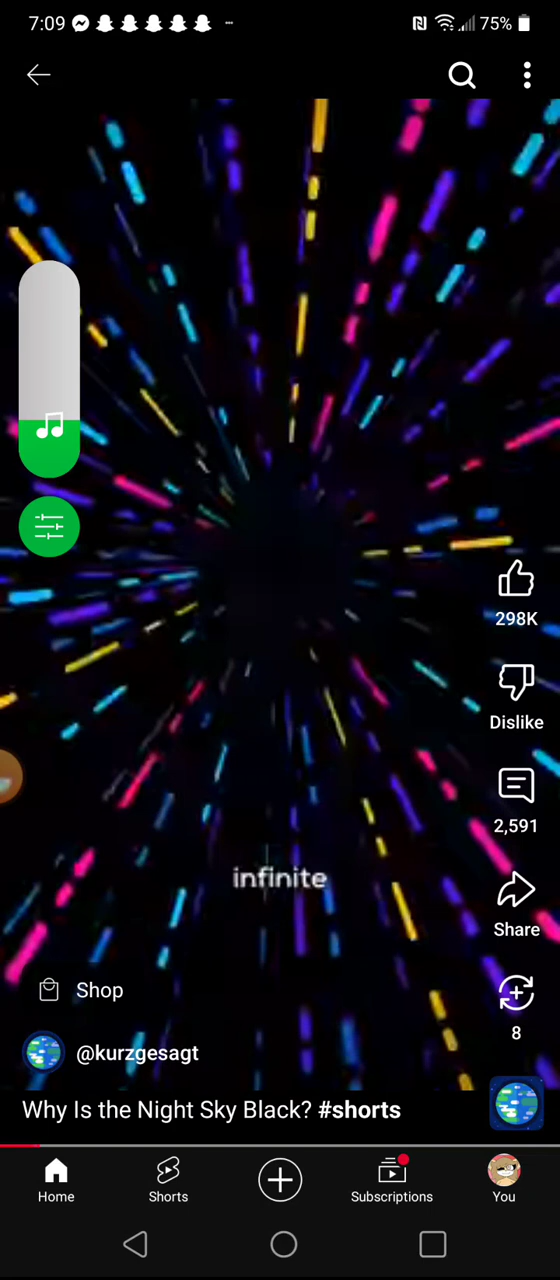 7:09
75%
298K
Dislike
2,591
infinite
Share
Shop
8
@kurzgesagt
Why Is the Night Sky Black? #shorts
Home
Shorts
Subscriptions
You